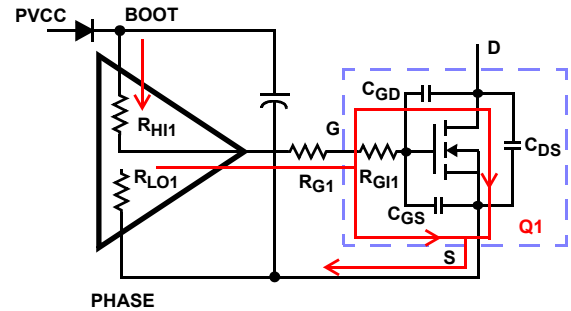 PVCC
BOOT
D
CGD
RHI1
G
CDS
RLO1
RG1
RGI1
CGS
Q1
S
PHASE